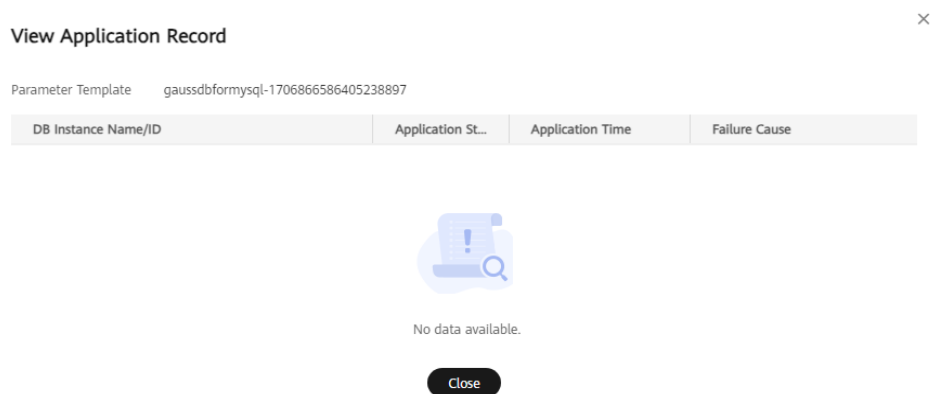 View Application Record
Parameter Template gaussdbformysql-1706866586405238897
DB Instance Name/ID Application St... Application Time Failure Cause
No data available.
Close